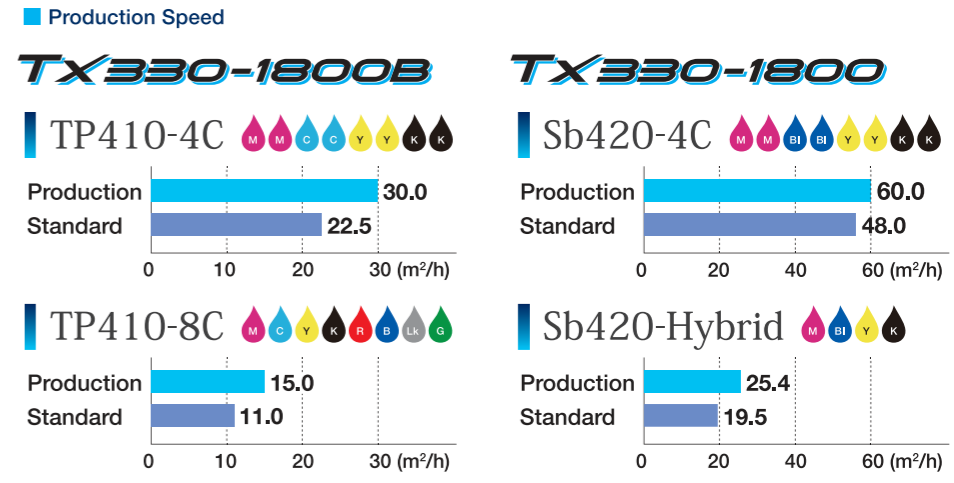 Production Speed
TX330-1800B
TP410-4C M M C C Y Y K K
Production 30.0
Standard 22.5
0 10 20 30 (m²/h)
TP410-8C M C Y K R B Lk G
Production 15.0
Standard 11.0
0 10 20 30 (m²/h)
TX330-1800
Sb420-4C M M Bl Bl Y Y K K
Production 60.0
Standard 48.0
0 20 40 60 (m²/h)
Sb420-Hybrid M Bl Y K
Production 25.4
Standard 19.5
0 20 40 60 (m²/h)